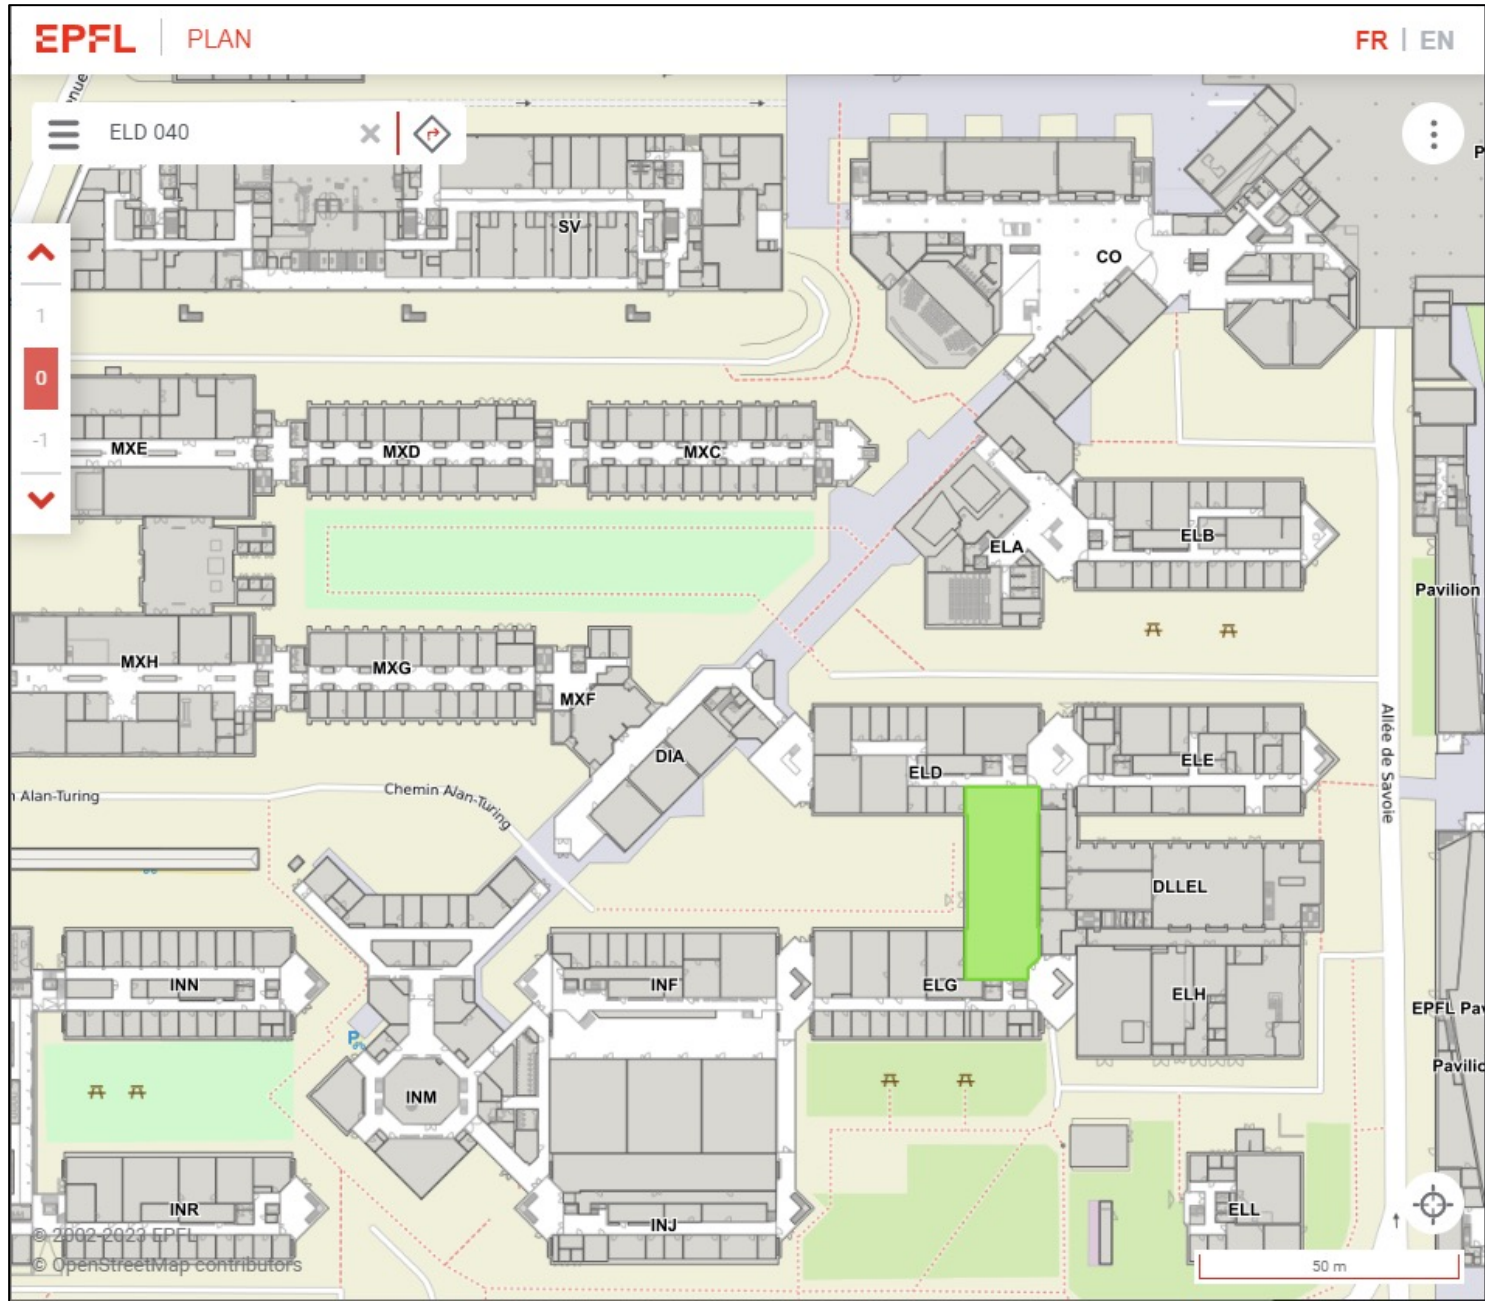 EPFL PLAN FR | EN
enue
ELD 040
P
SV
CO
1
0
-1
MXE MXD MXC
ELA ELB
Pavilion
MXH MXG
MXF
DIA ELD ELE
Allée de Savoie
n Alan-Turing Chemin Alan-Turing
DLLEL
INN INF ELG ELH
EPFL Pav
P
Pavilio
INM
INR INJ ELL
© 2002-2023 EPFL
© OpenStreetMap contributors
50 m